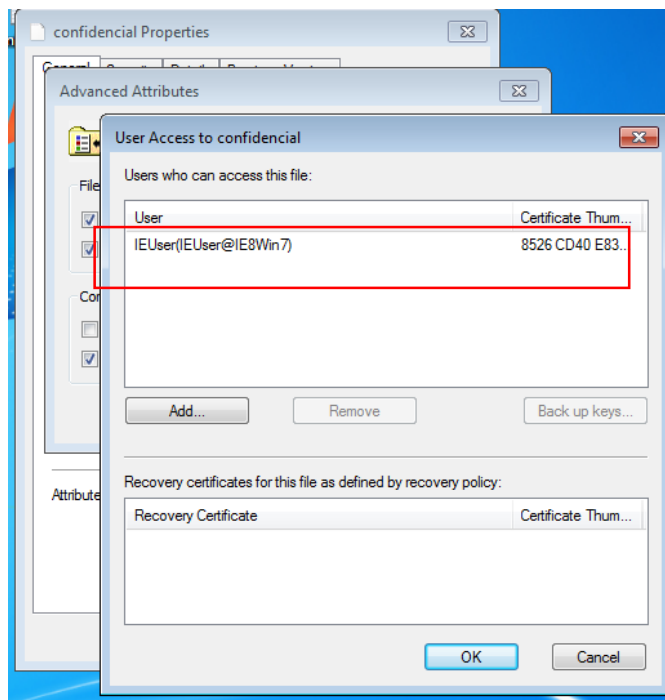 confidencial Properties
General
Advanced Attributes
User Access to confidencial
Users who can access this file:
File
User Certificate Thum...
IEUser(IEUser@IE8Win7) 8526 CD40 E83...
Add... Remove Back up keys...
Attribute
Recovery certificates for this file as defined by recovery policy:
Recovery Certificate Certificate Thum...
OK Cancel